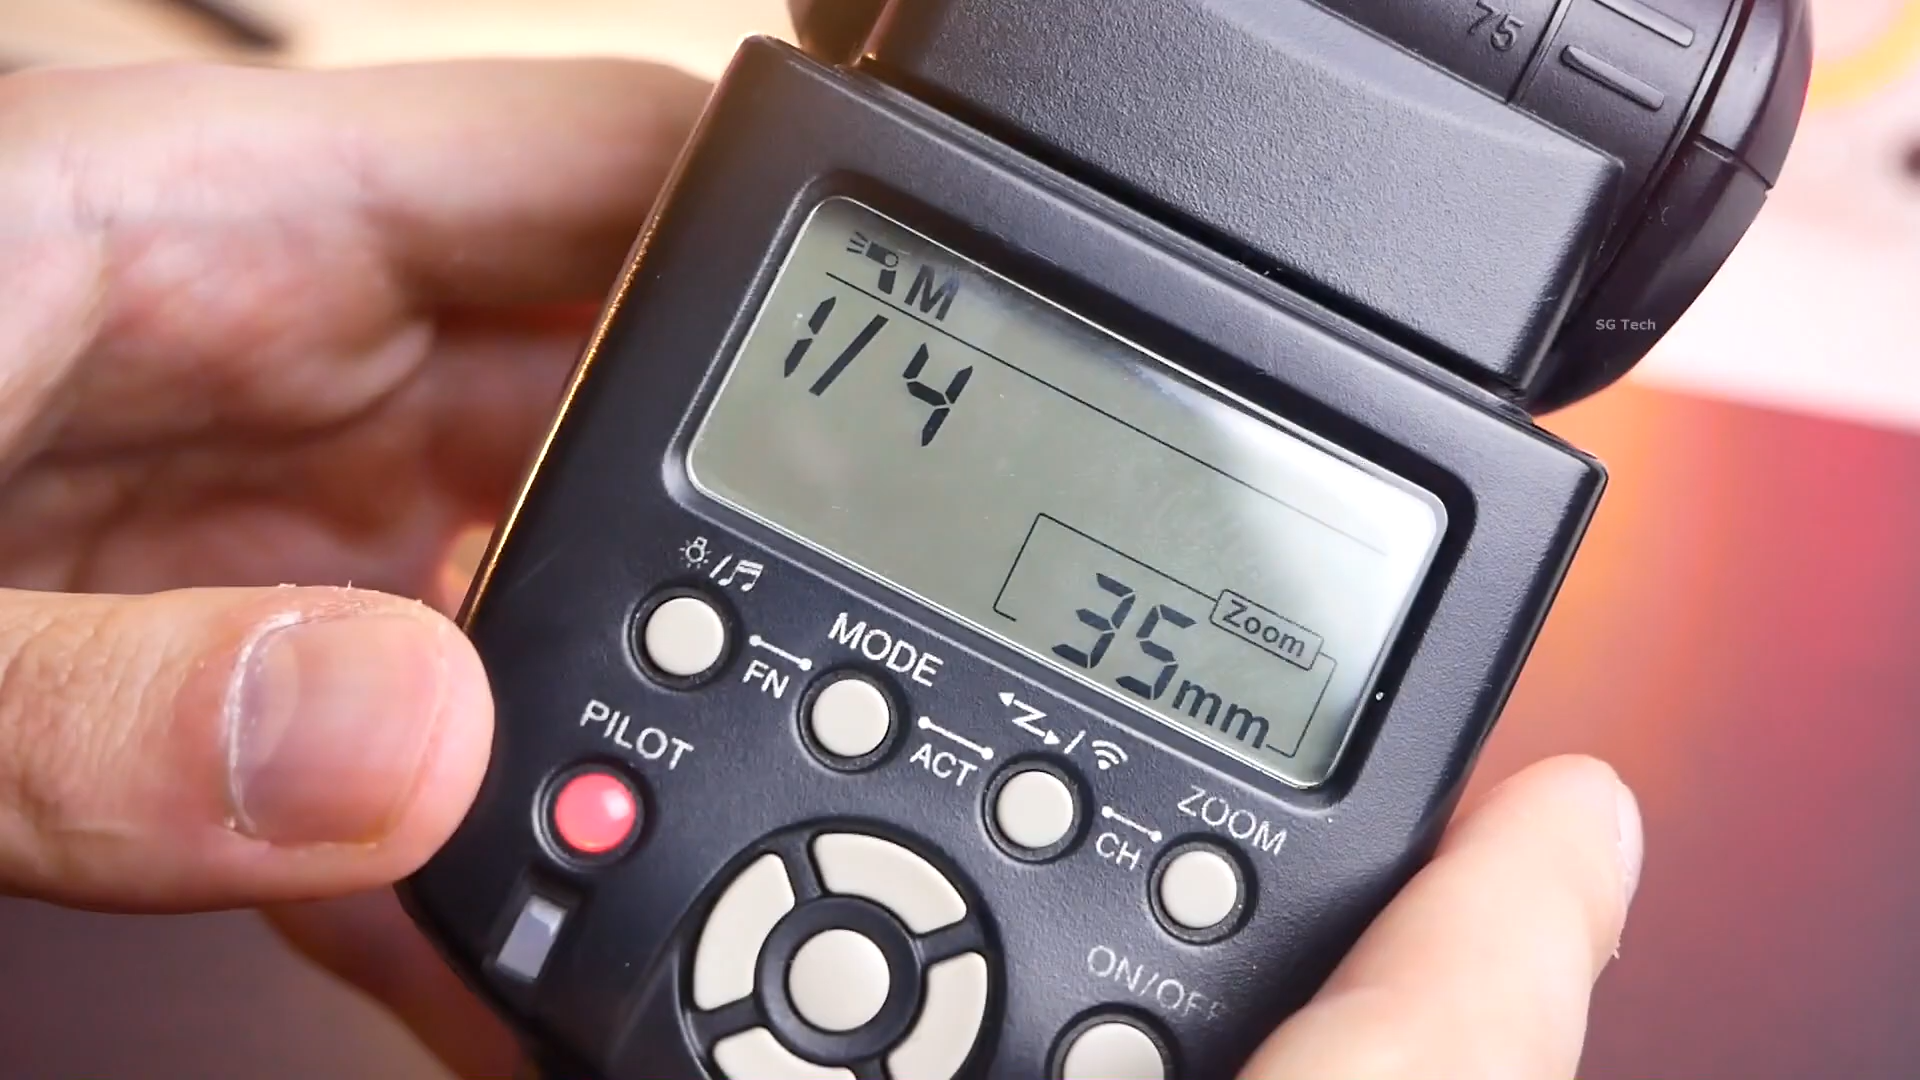 75
SG Tech
M
1/4
Zoom
35mm
MODE
FN
PILOT
ACT
ZOOM
CH
ON/OFF